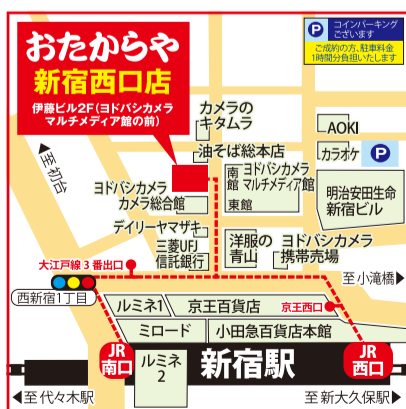 おたからや
新宿西口店
伊藤ビル2F(ヨドバシカメラ
マルチメディア館の前)
P
コインパーキング
ございます
ご成約の方、駐車料金
1時間分負担いたします
カメラの
キタムラ
AOKI
カラオケ
P
油そば総本店
至初台
ヨドバシカメラ
カメラ総合館
南館
ヨドバシカメラ
マルチメディア館
東館
明治安田生命
新宿ビル
デイリーヤマザキ
三菱UFJ
信託銀行
洋服の
青山
ヨドバシカメラ
携帯売場
大江戸線3番出口
至小滝橋
西新宿1丁目
ルミネ1
京王百貨店
京王西口
ミロード
小田急百貨店本館
JR
南口
ルミネ
2
新宿駅
JR
西口
至代々木駅
至新大久保駅